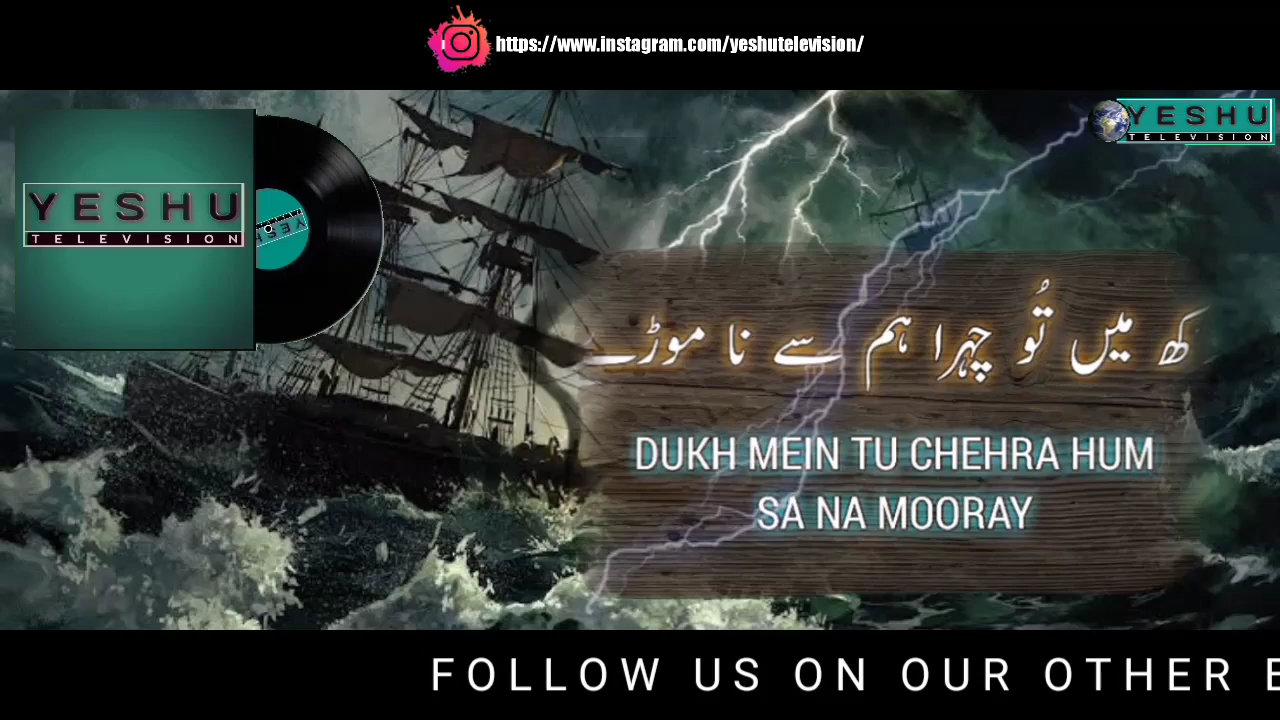 https://www.instagram.com/yeshutelevision/
YESHU
TELEVISION
YESHU
TELEVISION
YESHU
کھ میں تُو چہرا ہم سے نا موڑے
DUKH MEIN TU CHEHRA HUM
SA NA MOORAY
FOLLOW US ON OUR OTHER